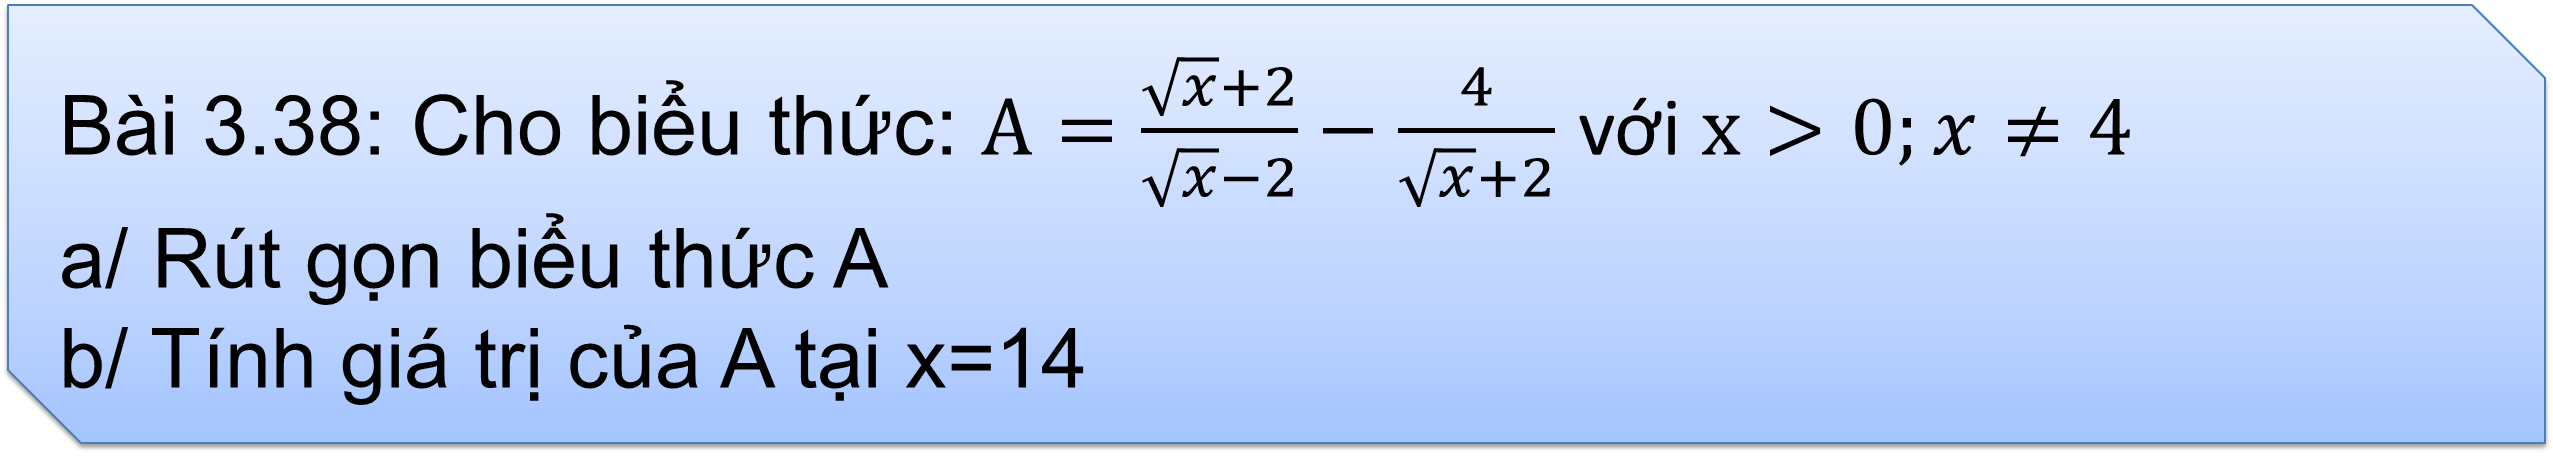 Bài 3.38: Cho biểu thức: A = (√x+2)/(√x−2) − 4/(√x+2) với x > 0; x ≠ 4
a/ Rút gọn biểu thức A
b/ Tính giá trị của A tại x=14